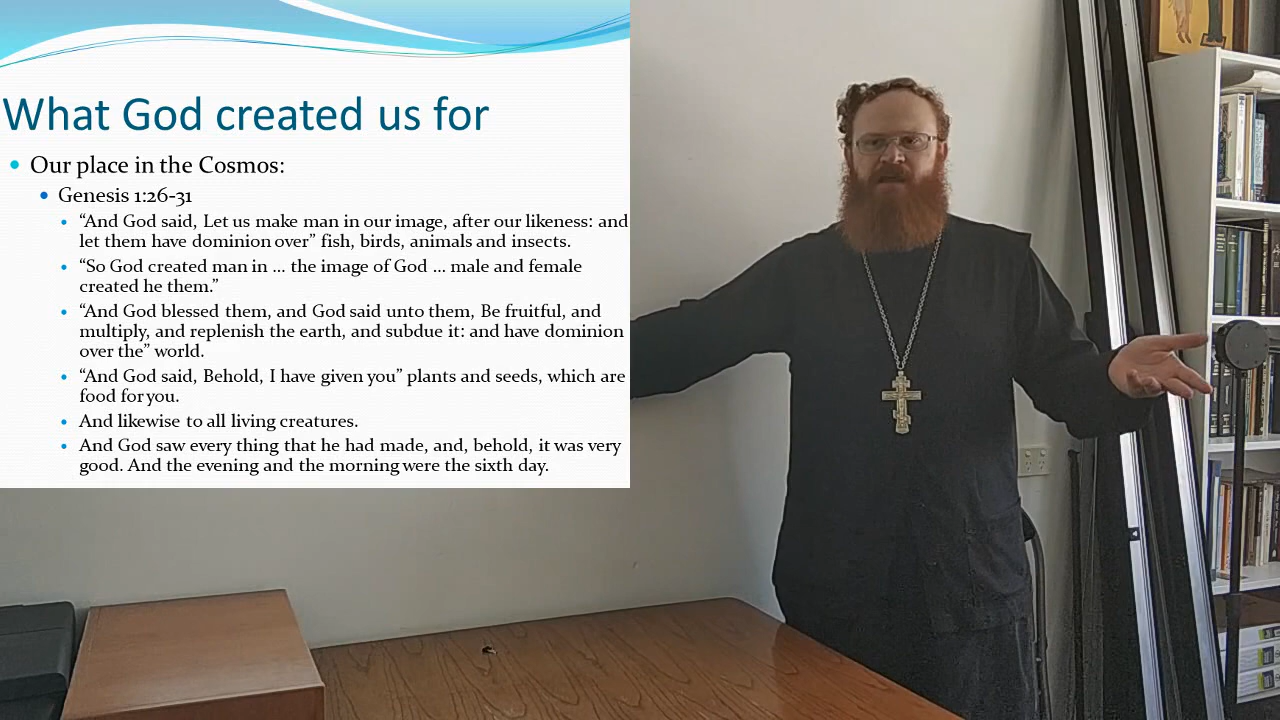 What God created us for
Our place in the Cosmos:
Genesis 1:26-31
“And God said, Let us make man in our image, after our likeness: and
let them have dominion over” fish, birds, animals and insects.
“So God created man in ... the image of God ... male and female
created he them.”
“And God blessed them, and God said unto them, Be fruitful, and
multiply, and replenish the earth, and subdue it: and have dominion
over the” world.
“And God said, Behold, I have given you” plants and seeds, which are
food for you.
And likewise to all living creatures.
And God saw every thing that he had made, and, behold, it was very
good. And the evening and the morning were the sixth day.